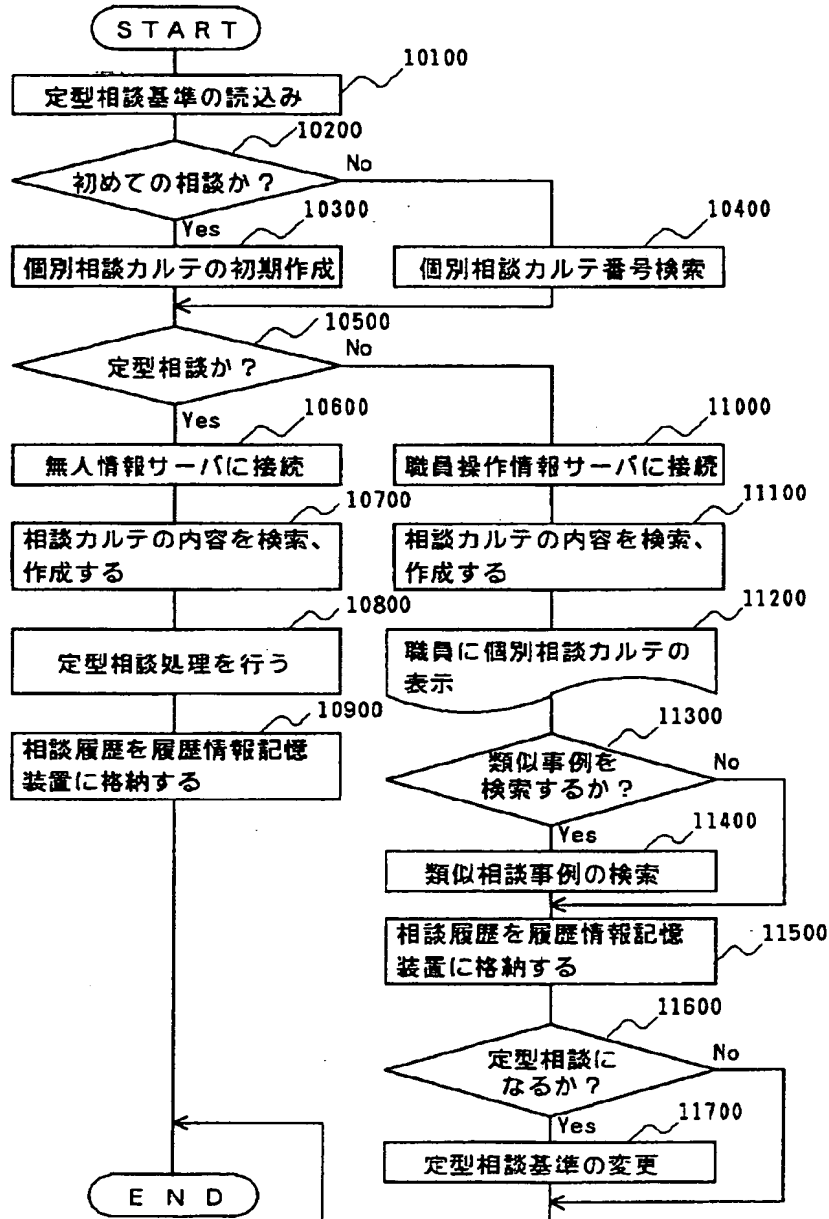 START
10100
定型相談基準の読込み
10200
初めての相談か?
No
Yes
10300
個別相談カルテの初期作成
10400
個別相談カルテ番号検索
10500
定型相談か?
No
Yes
10600
無人情報サーバに接続
10700
相談カルテの内容を検索、
作成する
10800
定型相談処理を行う
10900
相談履歴を履歴情報記憶
装置に格納する
11000
職員操作情報サーバに接続
11100
相談カルテの内容を検索、
作成する
11200
職員に個別相談カルテの
表示
11300
類似事例を
検索するか?
No
Yes
11400
類似相談事例の検索
相談履歴を履歴情報記憶
装置に格納する
11500
11600
定型相談に
なるか?
No
Yes
11700
定型相談基準の変更
END